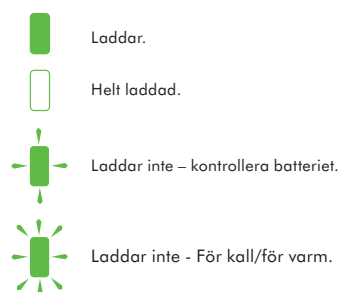 Laddar.
Helt laddad.
Laddar inte – kontrollera batteriet.
Laddar inte - För kall/för varm.